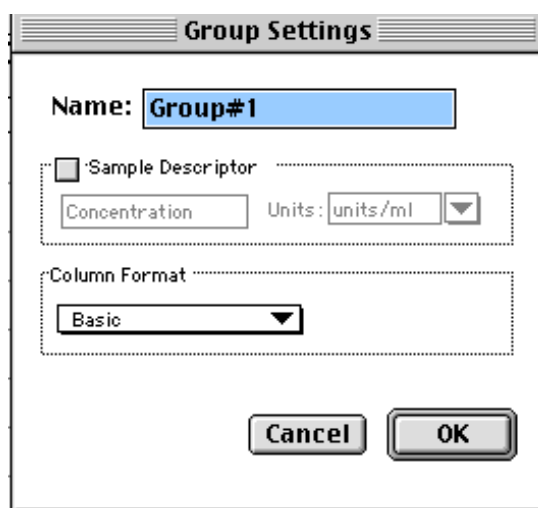 Group Settings
Name: Group#1
Sample Descriptor
Concentration Units: units/ml
Column Format
Basic
Cancel OK